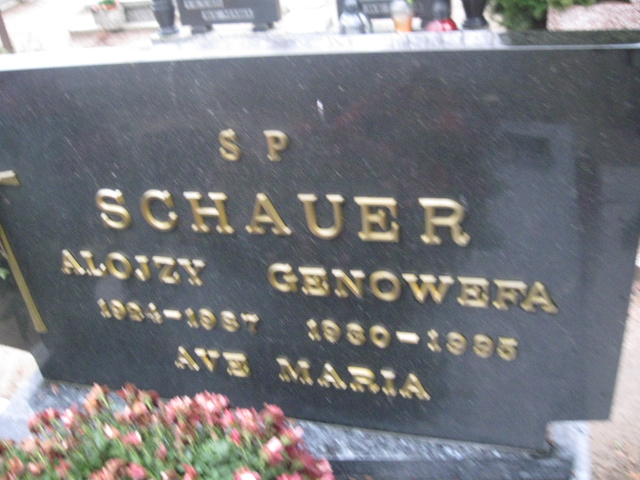 Ś P
SCHAUER
ALOJZY GENOWEFA
1924-1987 1930-1995
AVE MARIA